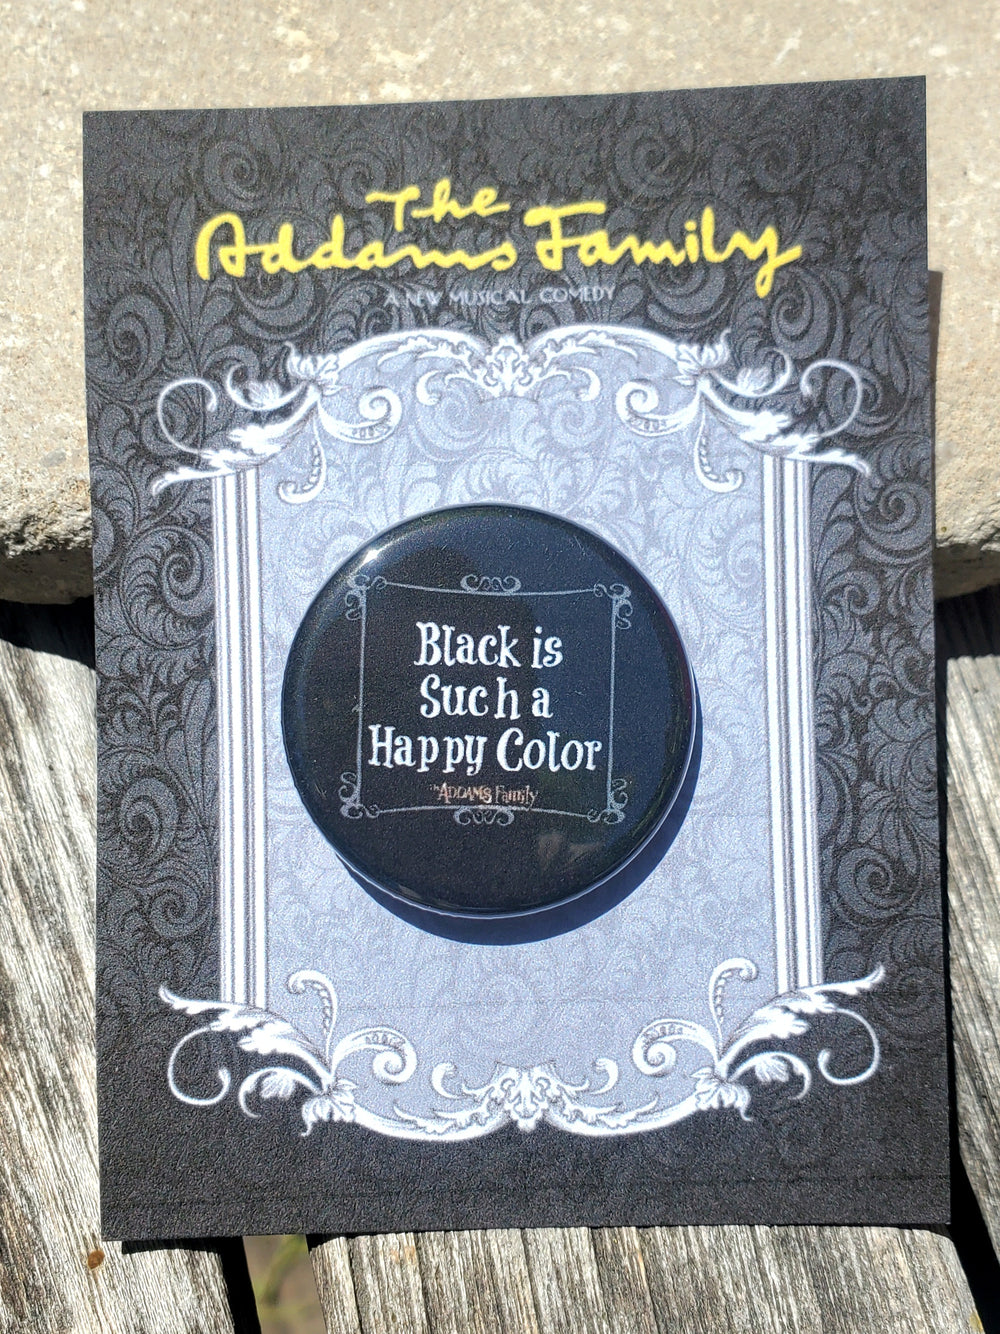 The
Addams Family
A NEW MUSICAL COMEDY
Black is
Such a
Happy Color
The ADDAMS Family